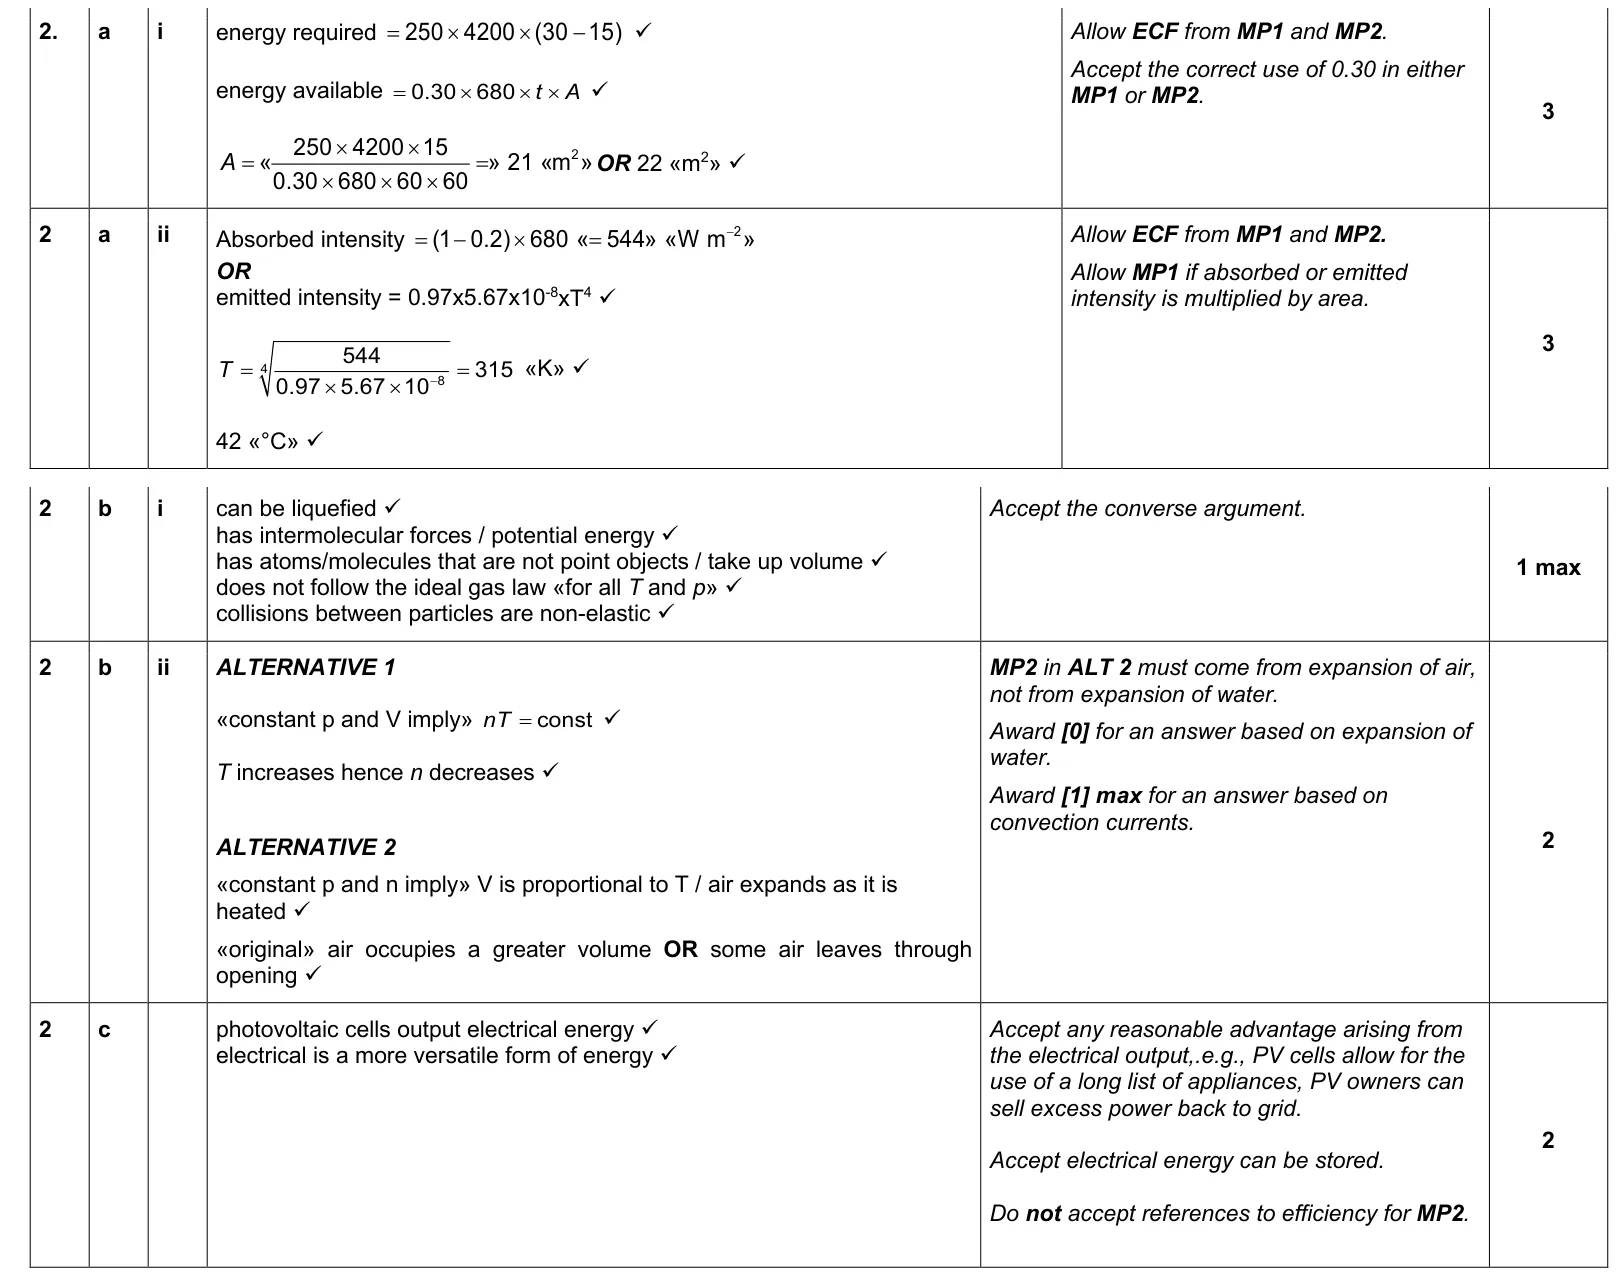 2. a i energy required = 250 × 4200 × (30 − 15) ✓ Allow ECF from MP1 and MP2.
energy available = 0.30 × 680 × t × A ✓ Accept the correct use of 0.30 in either
MP1 or MP2.
3
A = « 250 × 4200 × 15 / 0.30 × 680 × 60 × 60 =» 21 «m²» OR 22 «m²» ✓
2 a ii Absorbed intensity = (1 − 0.2) × 680 «= 544» «W m⁻²» Allow ECF from MP1 and MP2.
OR Allow MP1 if absorbed or emitted
emitted intensity = 0.97x5.67x10⁻⁸xT⁴ ✓ intensity is multiplied by area.
3
T = ⁴√(544 / 0.97 × 5.67 × 10⁻⁸) = 315 «K» ✓
42 «°C» ✓
2 b i can be liquefied ✓ Accept the converse argument.
has intermolecular forces / potential energy ✓
has atoms/molecules that are not point objects / take up volume ✓
1 max
does not follow the ideal gas law «for all T and p» ✓
collisions between particles are non-elastic ✓
2 b ii ALTERNATIVE 1
«constant p and V imply» nT = const ✓
T increases hence n decreases ✓
ALTERNATIVE 2
«constant p and n imply» V is proportional to T / air expands as it is
heated ✓
«original» air occupies a greater volume OR some air leaves through
opening ✓
MP2 in ALT 2 must come from expansion of air,
not from expansion of water.
Award [0] for an answer based on expansion of
water.
Award [1] max for an answer based on
convection currents.
2
2 c photovoltaic cells output electrical energy ✓
electrical is a more versatile form of energy ✓
Accept any reasonable advantage arising from
the electrical output,.e.g., PV cells allow for the
use of a long list of appliances, PV owners can
sell excess power back to grid.
Accept electrical energy can be stored.
Do not accept references to efficiency for MP2.
2